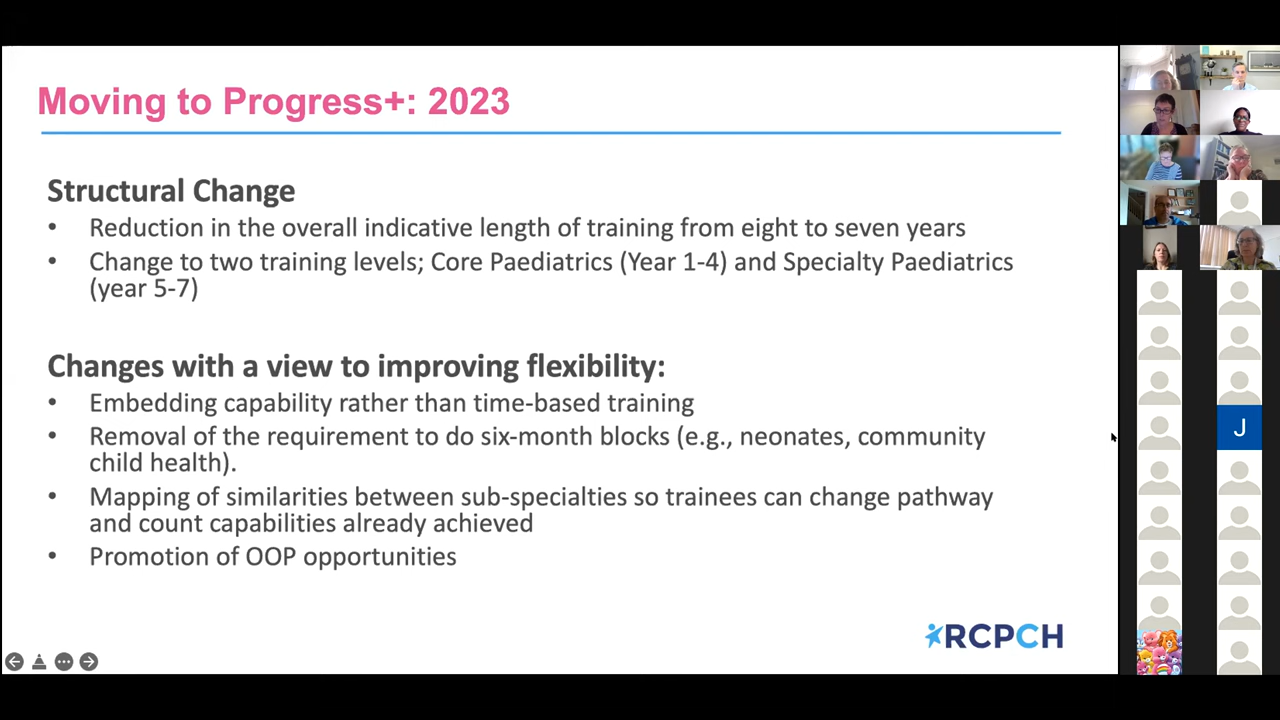 Moving to Progress+: 2023
Structural Change
• Reduction in the overall indicative length of training from eight to seven years
• Change to two training levels; Core Paediatrics (Year 1-4) and Specialty Paediatrics
(year 5-7)
Changes with a view to improving flexibility:
• Embedding capability rather than time-based training
• Removal of the requirement to do six-month blocks (e.g., neonates, community
child health).
• Mapping of similarities between sub-specialties so trainees can change pathway
and count capabilities already achieved
• Promotion of OOP opportunities
RCPCH
J